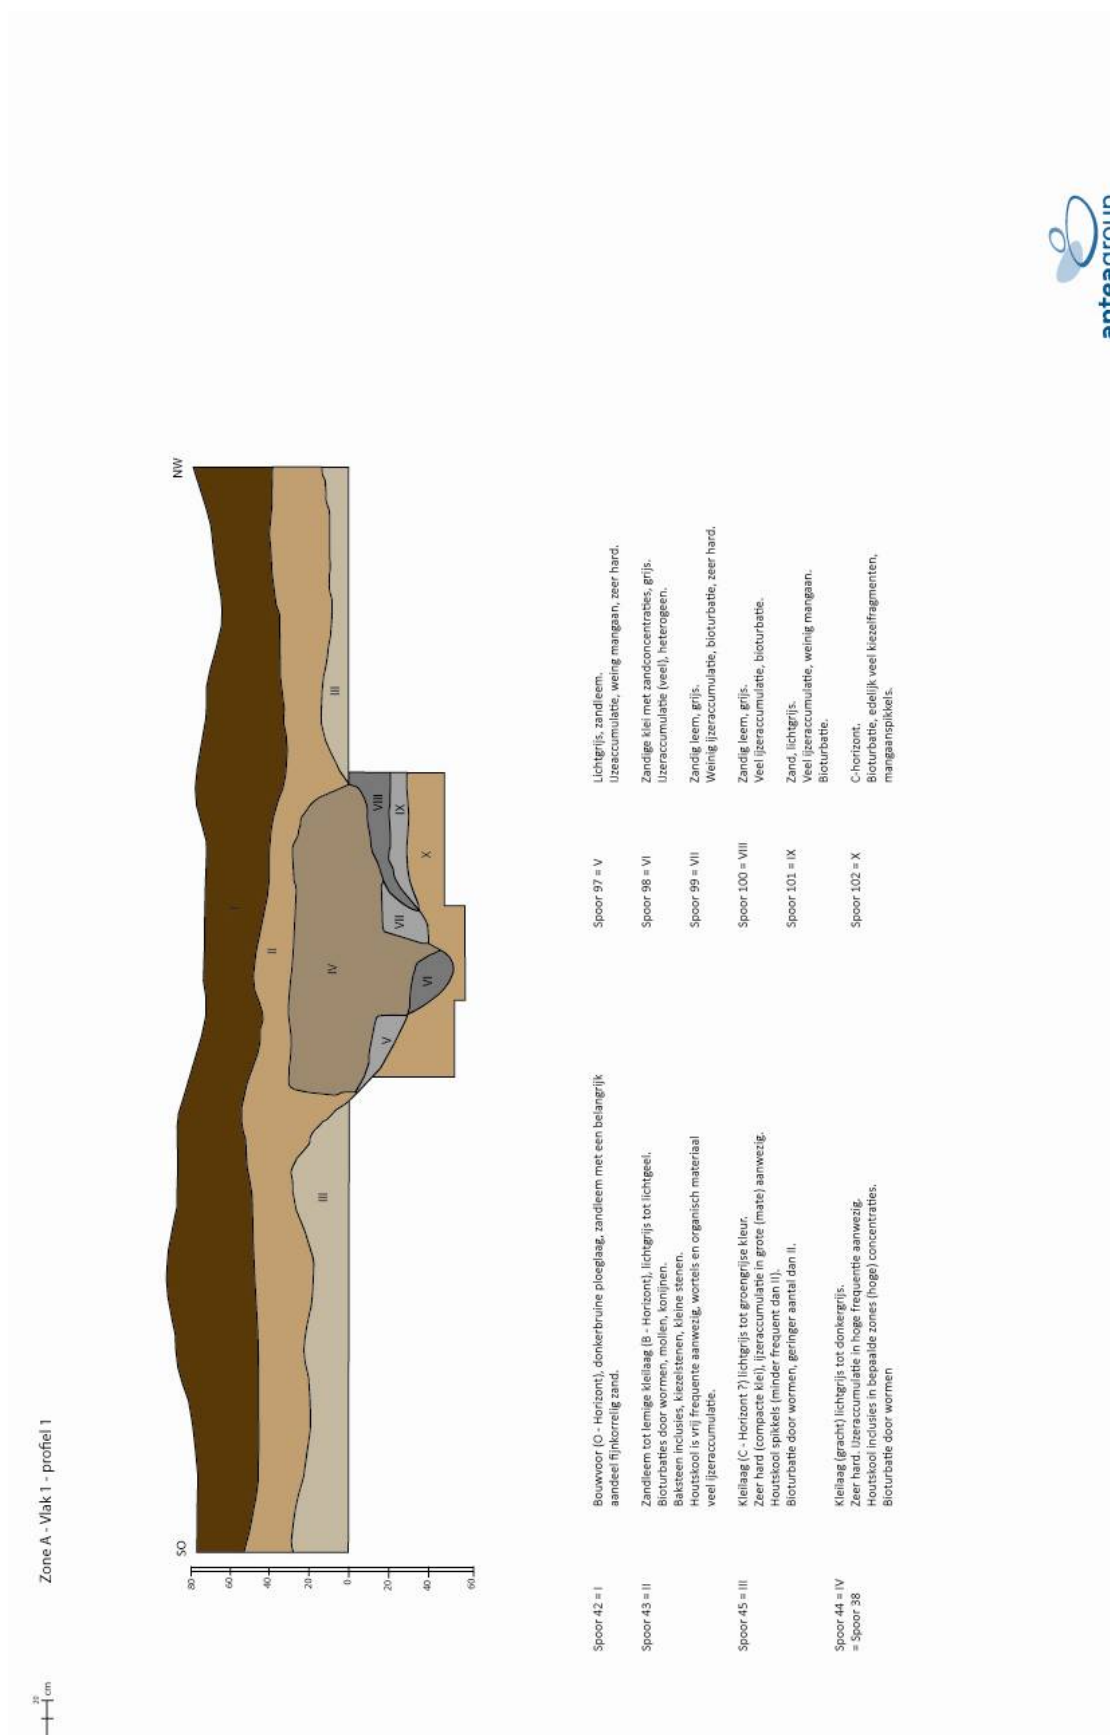 Zone A - Vlak 1 - profiel 1
20
cm
SO
NW
80
60
40
20
0
20
40
60
I
II
III
III
IV
V
VI
VII
VIII
IX
X
Spoor 42 = I
Bouwvoor (O - Horizont), donkerbruine ploeglaag, zandleem met een belangrijk
aandeel fijnkorrelig zand.
Spoor 43 = II
Zandleem tot lemige kleilaag (B - Horizont), lichtgrijs tot lichtgeel.
Bioturbaties door wormen, mollen, konijnen.
Baksteen inclusies, kiezelstenen, kleine stenen.
Houtskool is vrij frequente aanwezig, wortels en organisch materiaal
veel ijzeraccumulatie.
Spoor 45 = III
Kleilaag (C - Horizont ?) lichtgrijs tot groengrijse kleur.
Zeer hard (compacte klei), ijzeraccumulatie in grote (mate) aanwezig.
Houtskool spikkels (minder frequent dan II).
Bioturbatie door wormen, geringer aantal dan II.
Spoor 44 = IV
= Spoor 38
Kleilaag (gracht) lichtgrijs tot donkergrijs.
Zeer hard. IJzeraccumulatie in hoge frequentie aanwezig.
Houtskool inclusies in bepaalde zones (hoge) concentraties.
Bioturbatie door wormen
Spoor 97 = V
Lichtgrijs, zandleem.
IJzeaccumulatie, weing mangaan, zeer hard.
Spoor 98 = VI
Zandige klei met zandconcentraties, grijs.
IJzeraccumulatie (veel), heterogeen.
Spoor 99 = VII
Zandig leem, grijs.
Weinig ijzeraccumulatie, bioturbatie, zeer hard.
Spoor 100 = VIII
Zandig leem, grijs.
Veel ijzeraccumulatie, bioturbatie.
Spoor 101 = IX
Zand, lichtgrijs.
Veel ijzeraccumulatie, weinig mangaan.
Bioturbatie.
Spoor 102 = X
C-horizont.
Bioturbatie, edelijk veel kiezelfragmenten,
mangaanspikkels.
anteagroup